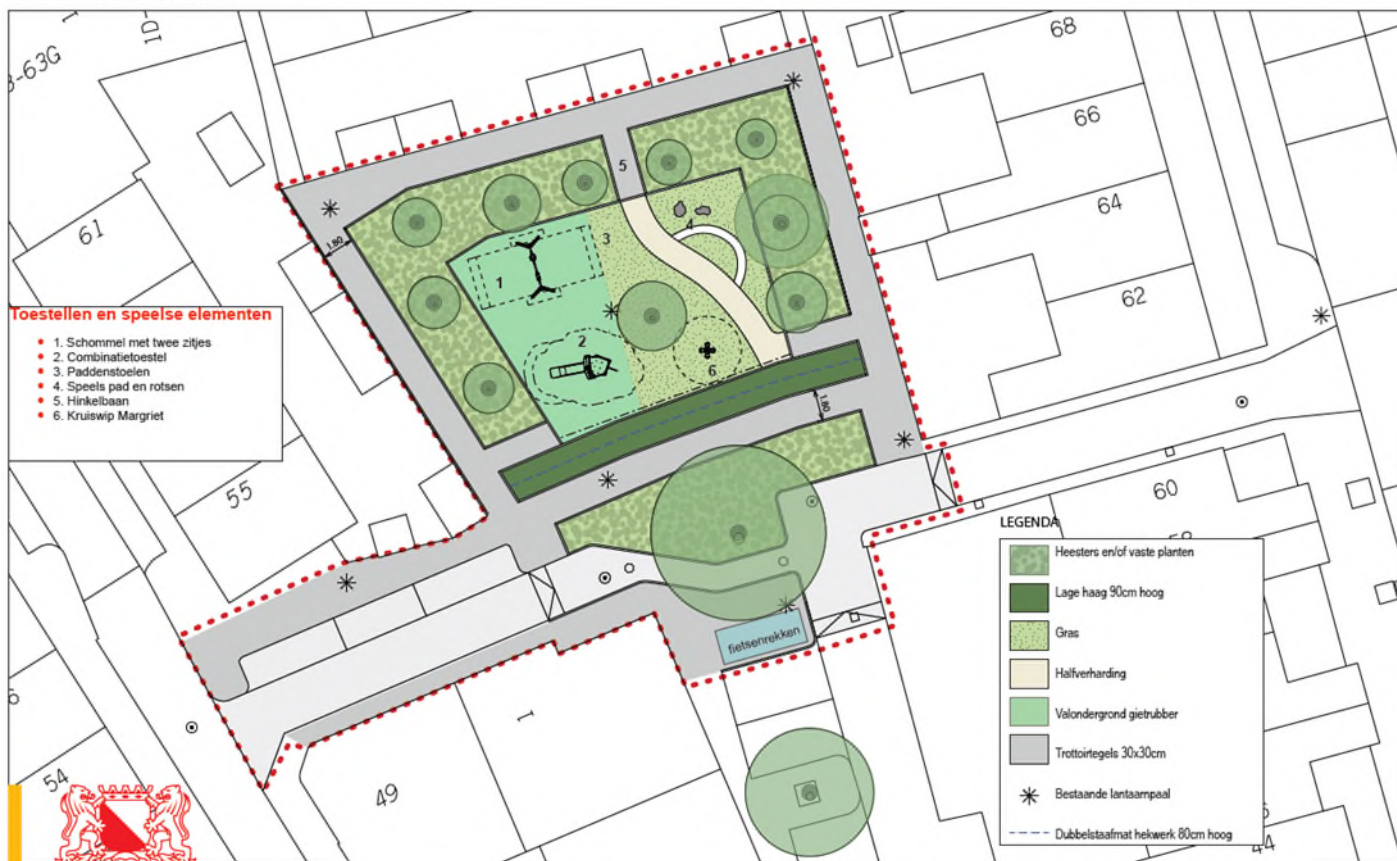 68
3-63G
1D-
66
5
64
61
4
3
1.80
1
62
Toestellen en speelse elementen
1. Schommel met twee zitjes
2. Combinatietoestel
3. Paddenstoelen
4. Speels pad en rotsen
5. Hinkelbaan
6. Kruiswip Margriet
2
6
1.80
55
60
LEGENDA
Heesters en/of vaste planten
Lage haag 90cm hoog
fietsenrekken
Gras
Halfverharding
1
Valondergrond gietrubber
Trottoirtegels 30x30cm
54
49
Bestaande lantaarnpaal
Dubbelstaafmat hekwerk 80cm hoog
44